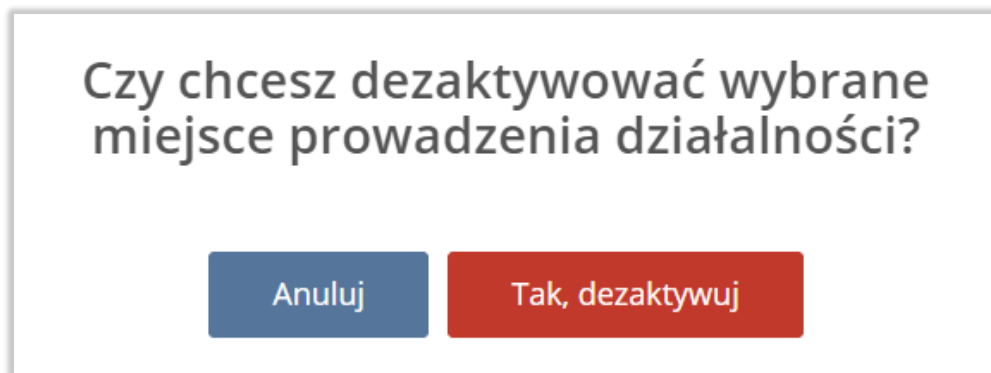 Czy chcesz dezaktywować wybrane
miejsce prowadzenia działalności?
Anuluj
Tak, dezaktywuj